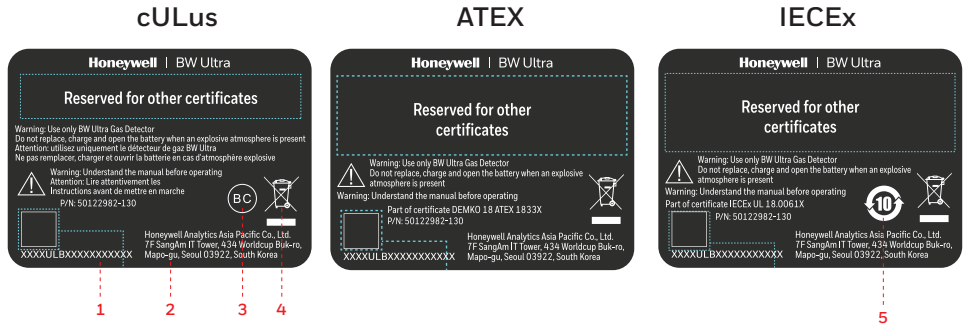 cULus
Honeywell | BW Ultra
Reserved for other certificates
Warning: Use only BW Ultra Gas Detector
Do not replace, charge and open the battery when an explosive atmosphere is present
Attention: utilisez uniquement le détecteur de gaz BW Ultra
Ne pas remplacer, charger et ouvrir la batterie en cas d'atmosphère explosive
Warning: Understand the manual before operating
Attention: Lire attentivement les
Instructions avant de mettre en marche
P/N: 50122982-130
BC
Honeywell Analytics Asia Pacific Co., Ltd.
7F SangAm IT Tower, 434 Worldcup Buk-ro,
Mapo-gu, Seoul 03922, South Korea
XXXXULBXXXXXXXXXXX
1
2
3
4
ATEX
Honeywell | BW Ultra
Reserved for other
certificates
Warning: Use only BW Ultra Gas Detector
Do not replace, charge and open the battery when an explosive
atmosphere is present
Warning: Understand the manual before operating
Part of certificate DEMKO 18 ATEX 1833X
P/N: 50122982-130
Honeywell Analytics Asia Pacific Co., Ltd.
7F SangAm IT Tower, 434 Worldcup Buk-ro,
Mapo-gu, Seoul 03922, South Korea
XXXXULBXXXXXXXXXXX
IECEx
Honeywell | BW Ultra
Reserved for other
certificates
Warning: Use only BW Ultra Gas Detector
Do not replace, charge and open the battery when an explosive
atmosphere is present
Warning: Understand the manual before operating
Part of certificate IECEx UL 18.0061X
P/N: 50122982-130
10
Honeywell Analytics Asia Pacific Co., Ltd.
7F SangAm IT Tower, 434 Worldcup Buk-ro,
Mapo-gu, Seoul 03922, South Korea
XXXXULBXXXXXXXXXXX
5